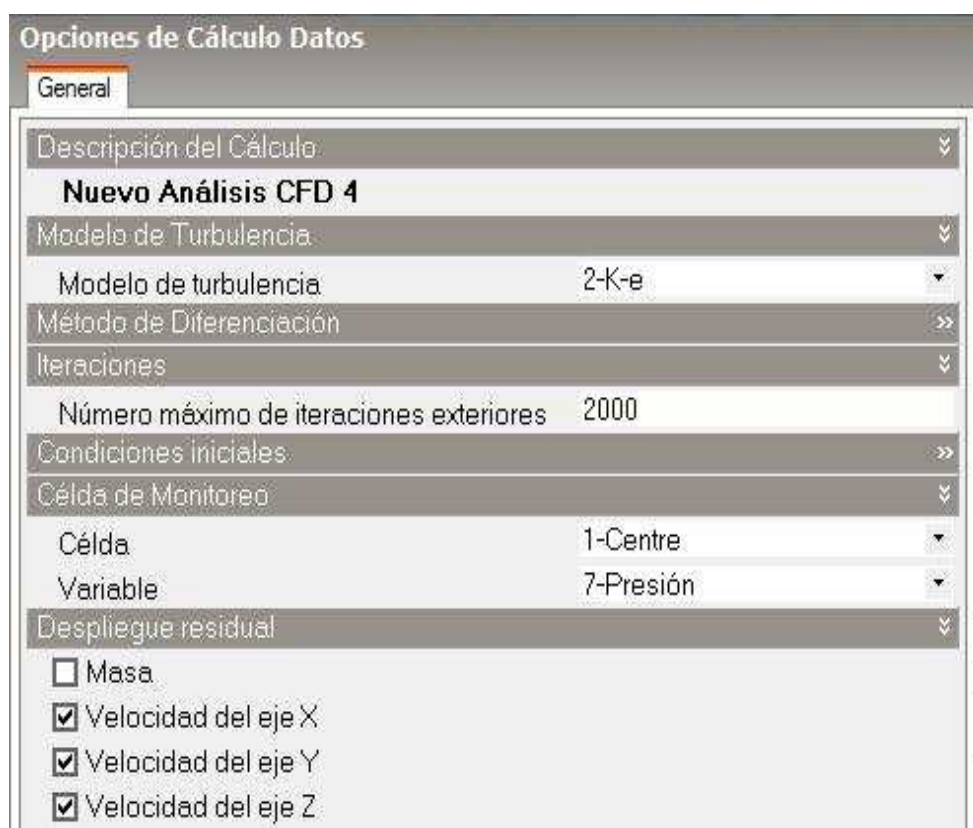 Opciones de Cálculo Datos
General
Descripción del Cálculo
Nuevo Análisis CFD 4
Modelo de Turbulencia
Modelo de turbulencia 2-K-e
Método de Diferenciación
Iteraciones
Número máximo de iteraciones exteriores 2000
Condiciones iniciales
Célda de Monitoreo
Célda 1-Centre
Variable 7-Presión
Despliegue residual
Masa
Velocidad del eje X
Velocidad del eje Y
Velocidad del eje Z